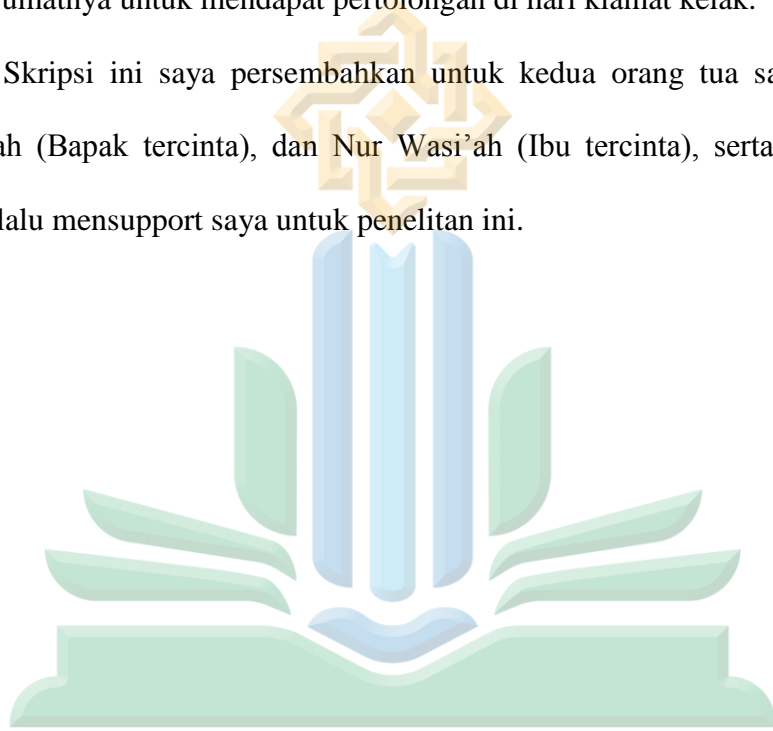 umatnya untuk mendapat pertolongan di hari kiamat kelak.
Skripsi ini saya persembahkan untuk kedua orang tua sa
ah (Bapak tercinta), dan Nur Wasi’ah (Ibu tercinta), serta
lalu mensupport saya untuk penelitan ini.